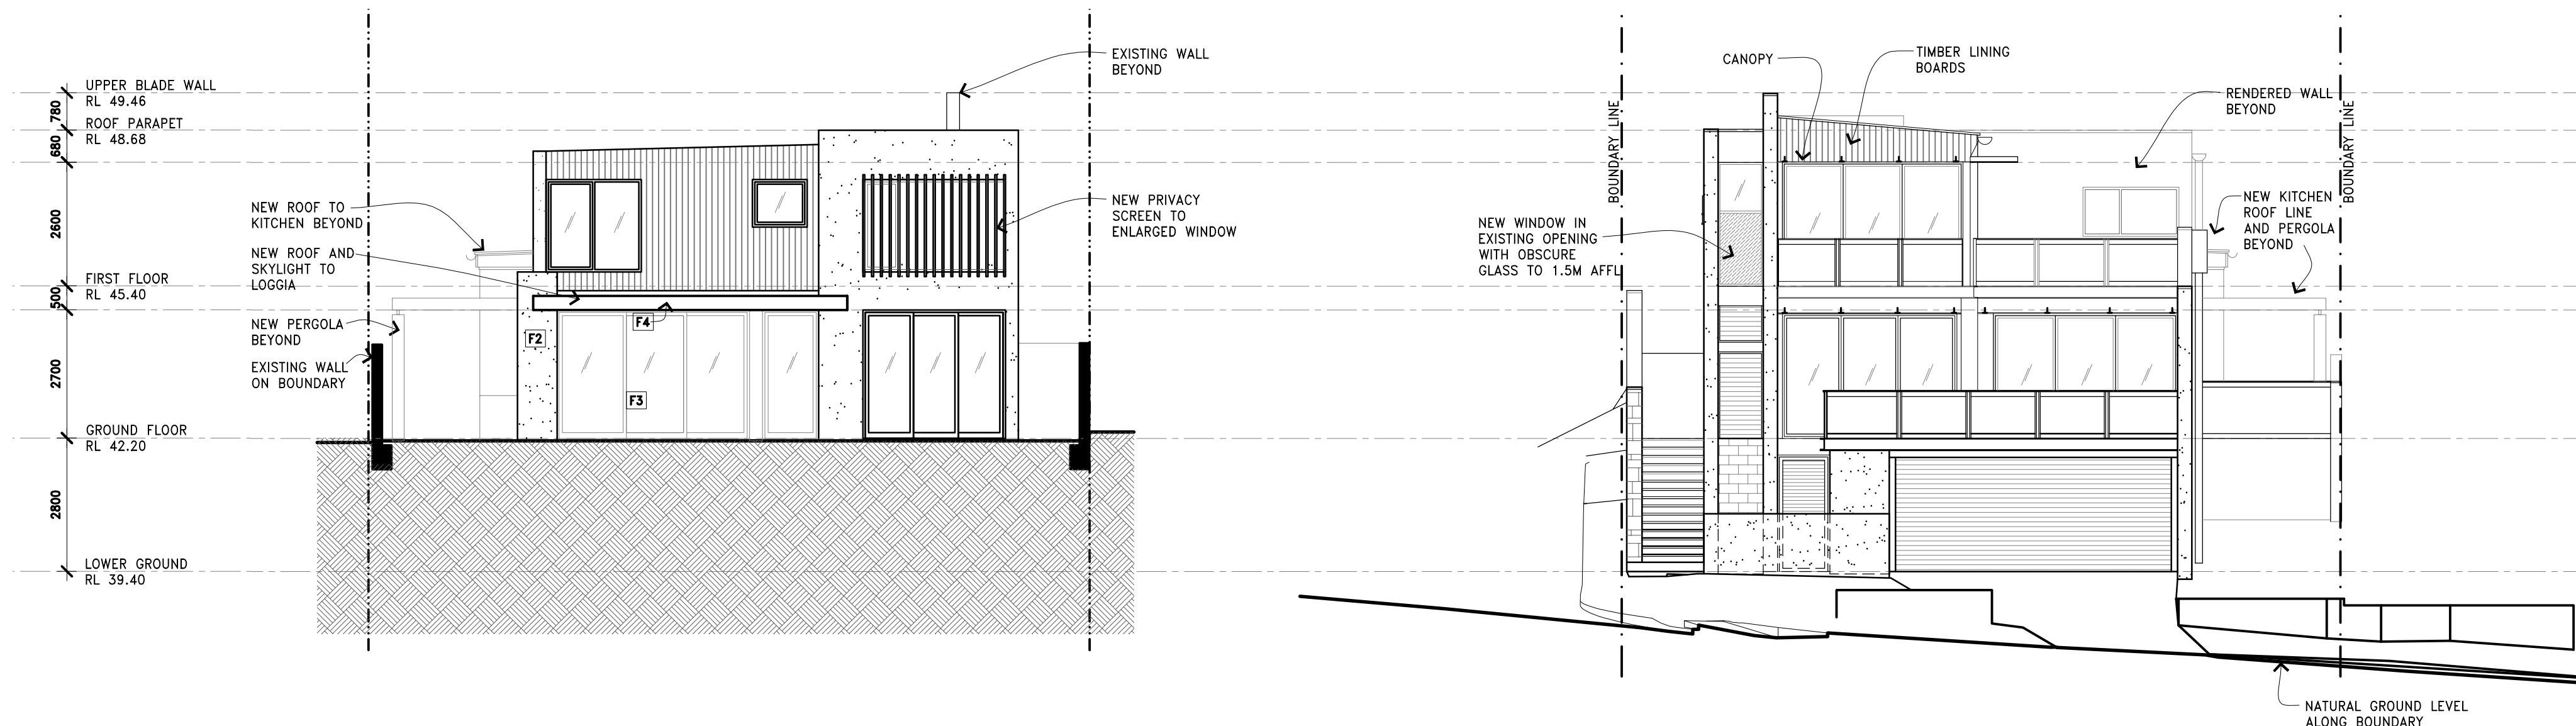 UPPER BLADE WALL
RL 49.46
780
ROOF PARAPET
RL 48.68
680
2600
FIRST FLOOR
RL 45.40
500
2700
GROUND FLOOR
RL 42.20
2800
LOWER GROUND
RL 39.40
NEW ROOF TO
KITCHEN BEYOND
NEW ROOF AND
SKYLIGHT TO
LOGGIA
NEW PERGOLA
BEYOND
EXISTING WALL
ON BOUNDARY
F2
F4
F3
EXISTING WALL
BEYOND
NEW PRIVACY
SCREEN TO
ENLARGED WINDOW
NEW WINDOW IN
EXISTING OPENING
WITH OBSCURE
GLASS TO 1.5M AFFL
BOUNDARY LINE
CANOPY
TIMBER LINING
BOARDS
RENDERED WALL
BEYOND
BOUNDARY LINE
NEW KITCHEN
ROOF LINE
AND PERGOLA
BEYOND
NATURAL GROUND LEVEL
ALONG BOUNDARY